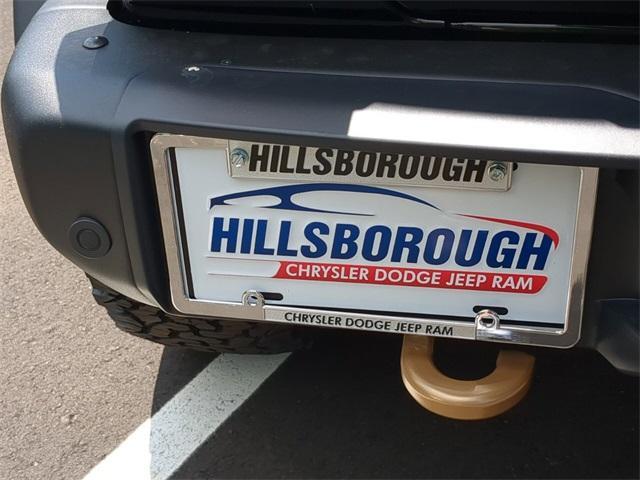 HILLSBOROUGH
HILLSBOROUGH
CHRYSLER DODGE JEEP RAM
CHRYSLER DODGE JEEP RAM